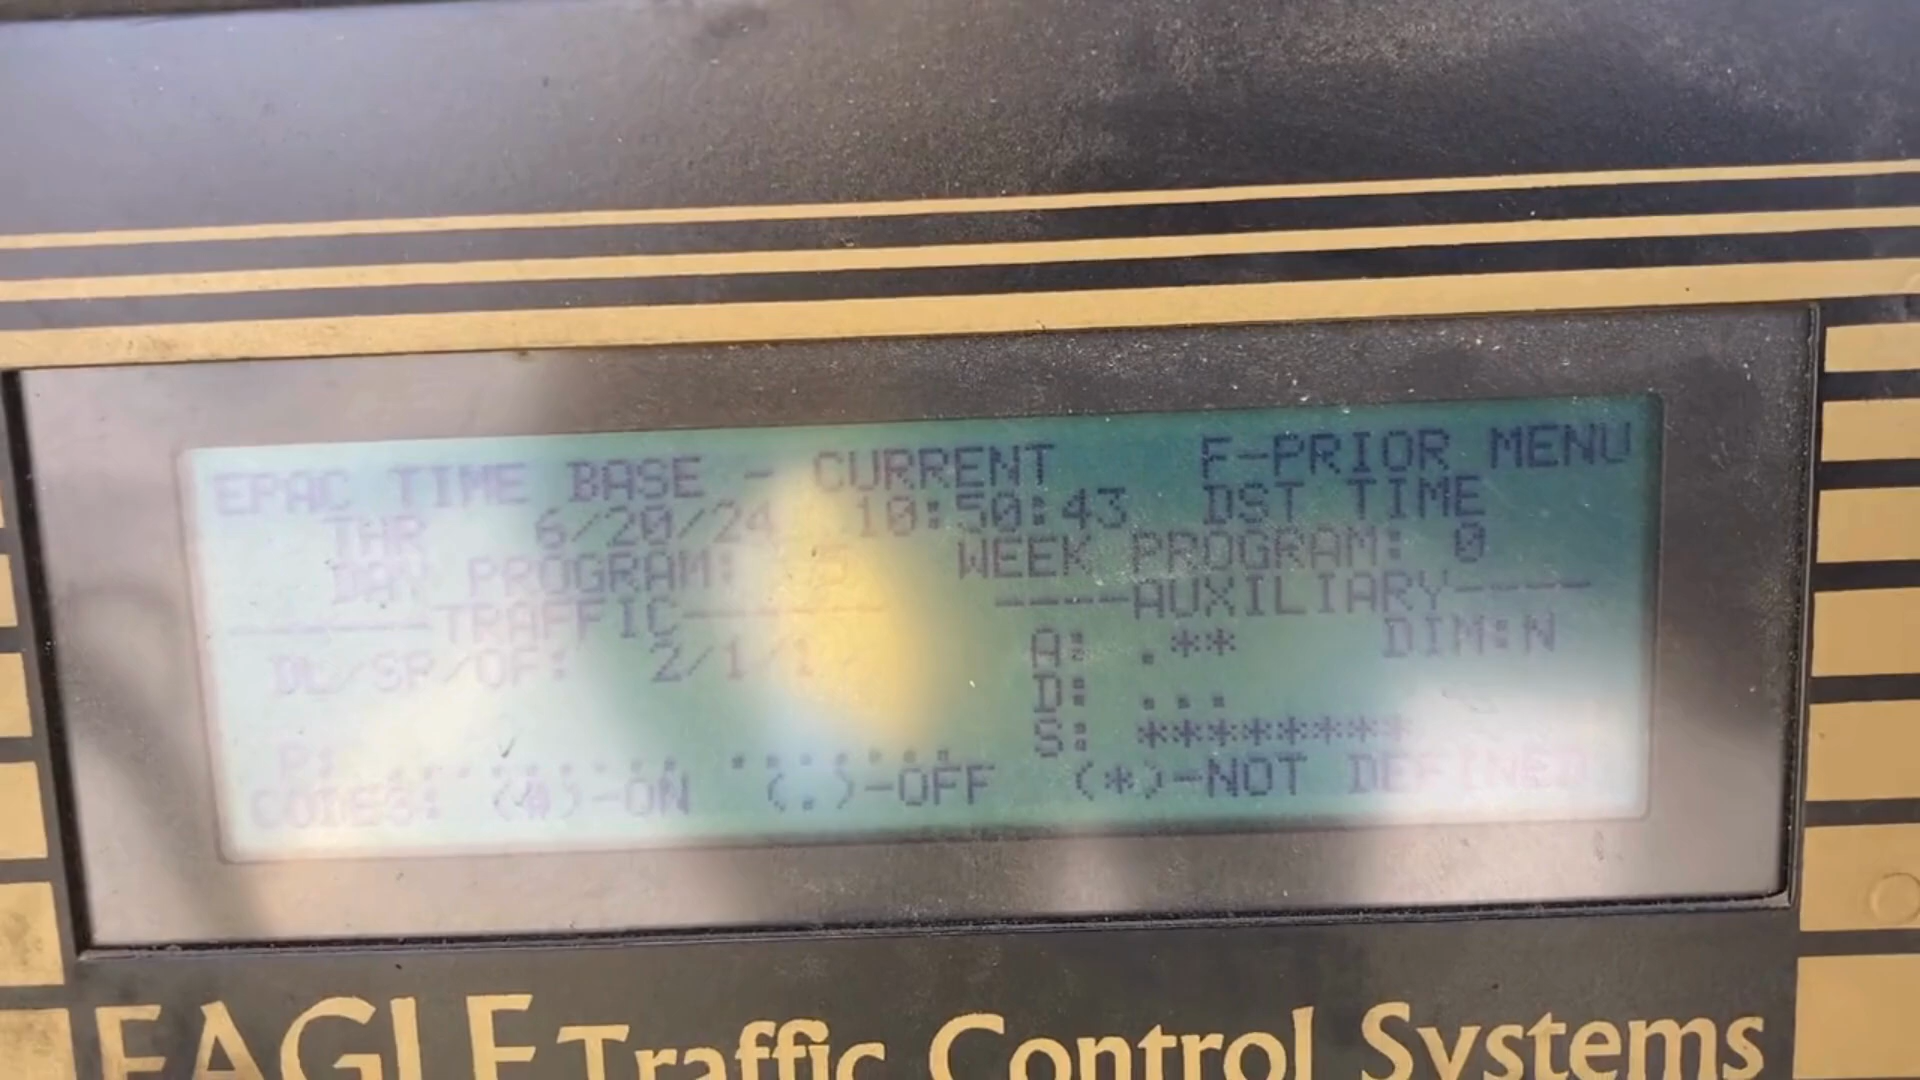 EPAC TIME BASE - CURRENT F-PRIOR MENU
THR 6/20/24 10:50:43 DST TIME
DAY PROGRAM: 5 WEEK PROGRAM: 0
------TRAFFIC------ ----AUXILIARY----
DL/SP/OF: 2/1/1 A: .** DIM:N
D: ...
P: ........ ........ S: ********
CODES: (#)-ON (.)-OFF (*)-NOT DEFINED
EAGLE Traffic Control Systems